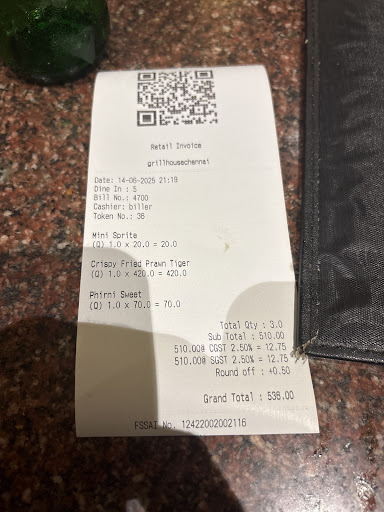 Retail Invoice
grillhousechennai
Date: 14-06-2025 21:19
Dine In : 5
Bill No.: 4700
Cashier: biller
Token No.: 36
Mini Sprite
(Q) 1.0 x 20.0 = 20.0
Crispy Fried Prawn Tiger
(Q) 1.0 x 420.0 = 420.0
Phirni Sweet
(Q) 1.0 x 70.0 = 70.0
Total Qty : 3.0
Sub Total : 510.00
510.00@ CGST 2.50% = 12.75
510.00@ SGST 2.50% = 12.75
Round off : +0.50
Grand Total : 536.00
FSSAI No. 12422002002116